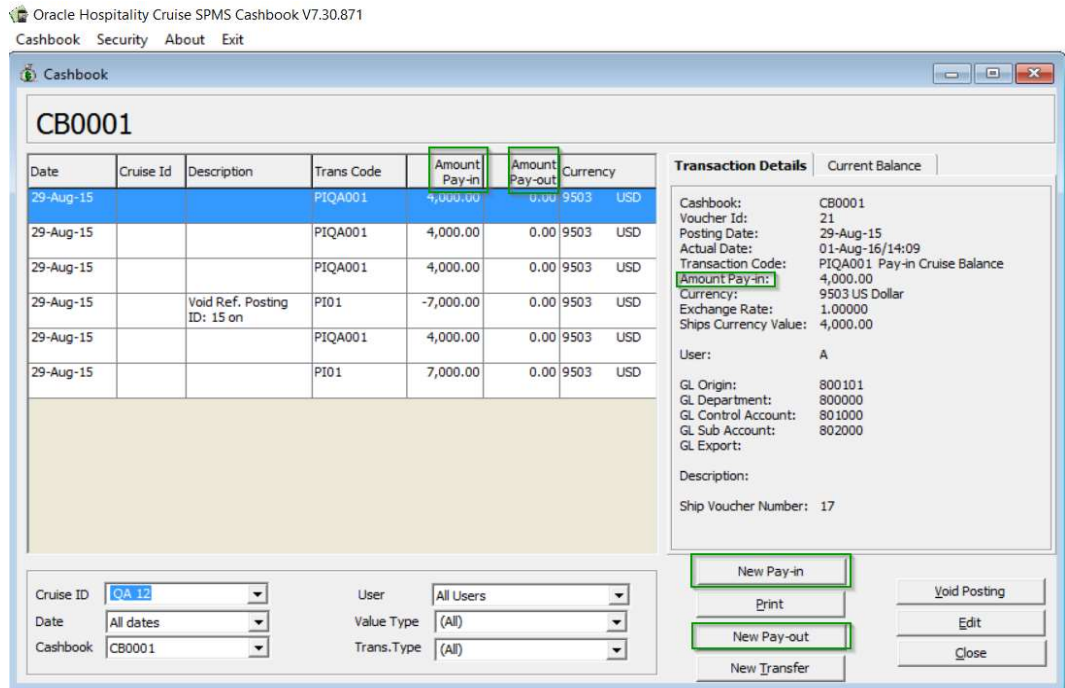 Oracle Hospitality Cruise SPMS Cashbook V7.30.871
Cashbook Security About Exit
Cashbook
CB0001
Date Cruise Id Description Trans Code Amount Pay-in Amount Pay-out Currency
29-Aug-15 PIQA001 4,000.00 0.00 9503 USD
29-Aug-15 PIQA001 4,000.00 0.00 9503 USD
29-Aug-15 PIQA001 4,000.00 0.00 9503 USD
29-Aug-15 Void Ref. Posting ID: 15 on PI01 -7,000.00 0.00 9503 USD
29-Aug-15 PIQA001 4,000.00 0.00 9503 USD
29-Aug-15 PI01 7,000.00 0.00 9503 USD
Transaction Details Current Balance
Cashbook: CB0001
Voucher Id: 21
Posting Date: 29-Aug-15
Actual Date: 01-Aug-16/14:09
Transaction Code: PIQA001 Pay-in Cruise Balance
Amount Pay-in: 4,000.00
Currency: 9503 US Dollar
Exchange Rate: 1.00000
Ships Currency Value: 4,000.00
User: A
GL Origin: 800101
GL Department: 800000
GL Control Account: 801000
GL Sub Account: 802000
GL Export:
Description:
Ship Voucher Number: 17
Cruise ID QA 12 User All Users
Date All dates Value Type (All)
Cashbook CB0001 Trans.Type (All)
New Pay-in
Print
New Pay-out
New Transfer
Void Posting
Edit
Close